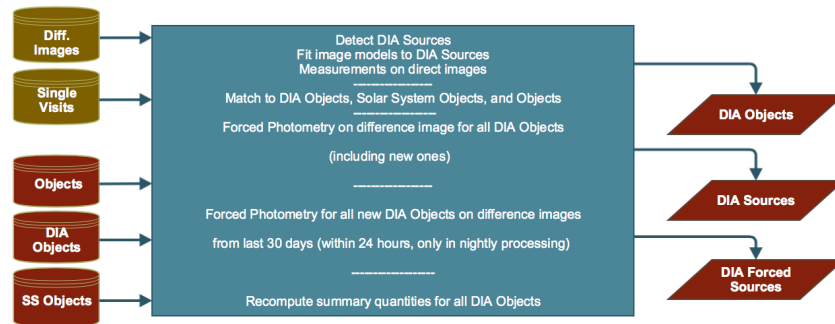 Diff.
Images
Single
Visits
Objects
DIA
Objects
SS Objects
Detect DIA Sources
Fit image models to DIA Sources
Measurements on direct images
-------------------
Match to DIA Objects, Solar System Objects, and Objects
-------------------
Forced Photometry on difference image for all DIA Objects
(including new ones)
-------------------
Forced Photometry for all new DIA Objects on difference images
from last 30 days (within 24 hours, only in nightly processing)
-------------------
Recompute summary quantities for all DIA Objects
DIA Objects
DIA Sources
DIA Forced
Sources